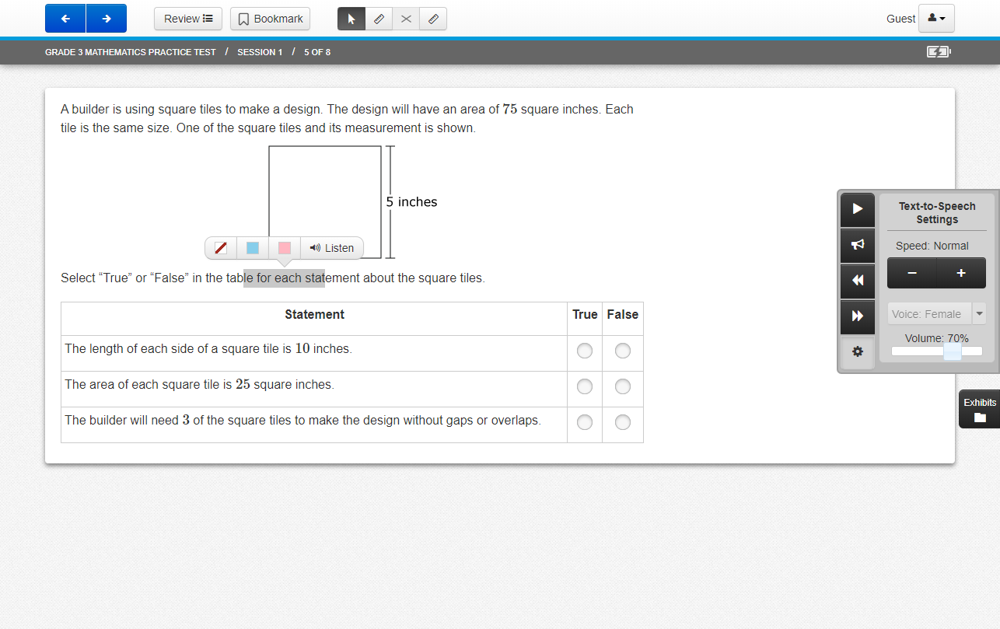 Review
Bookmark
Guest
GRADE 3 MATHEMATICS PRACTICE TEST / SESSION 1 / 5 OF 8
A builder is using square tiles to make a design. The design will have an area of 75 square inches. Each
tile is the same size. One of the square tiles and its measurement is shown.
5 inches
Listen
Select “True” or “False” in the table for each statement about the square tiles.
Statement True False
The length of each side of a square tile is 10 inches.
The area of each square tile is 25 square inches.
The builder will need 3 of the square tiles to make the design without gaps or overlaps.
Text-to-Speech
Settings
Speed: Normal
Voice: Female
Volume: 70%
Exhibits